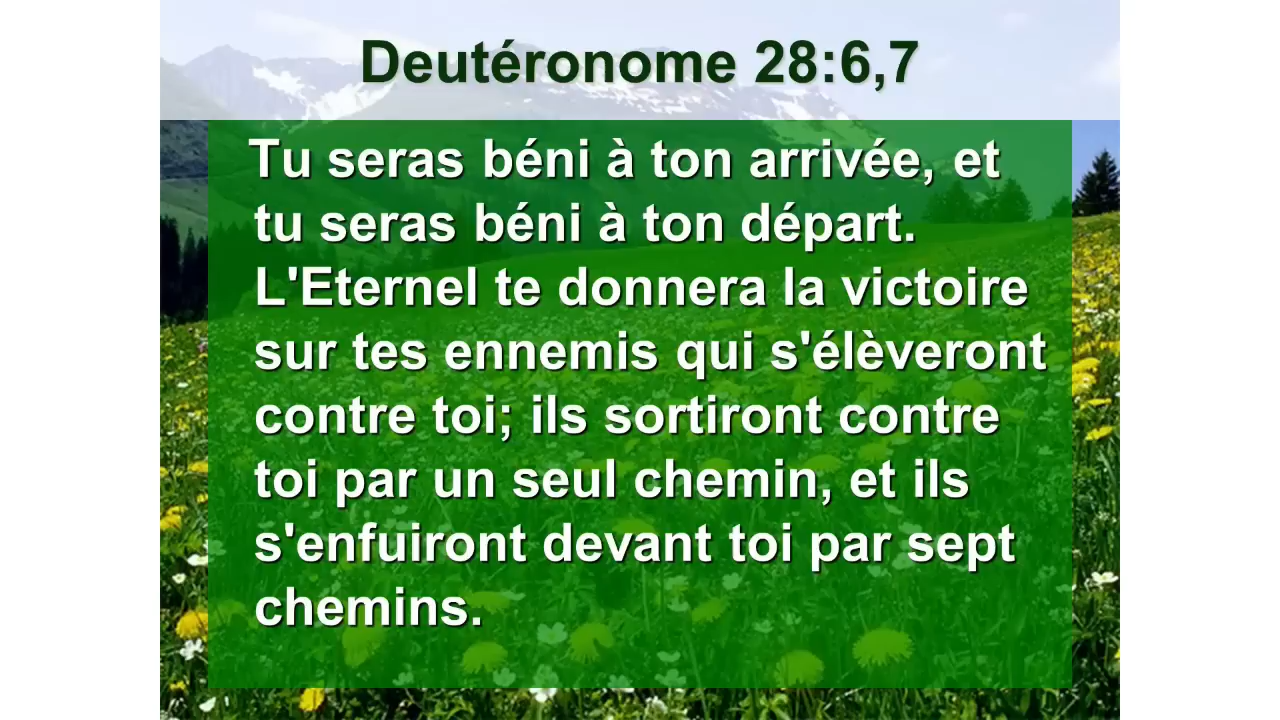 Deutéronome 28:6,7
Tu seras béni à ton arrivée, et
tu seras béni à ton départ.
L'Eternel te donnera la victoire
sur tes ennemis qui s'élèveront
contre toi; ils sortiront contre
toi par un seul chemin, et ils
s'enfuiront devant toi par sept
chemins.